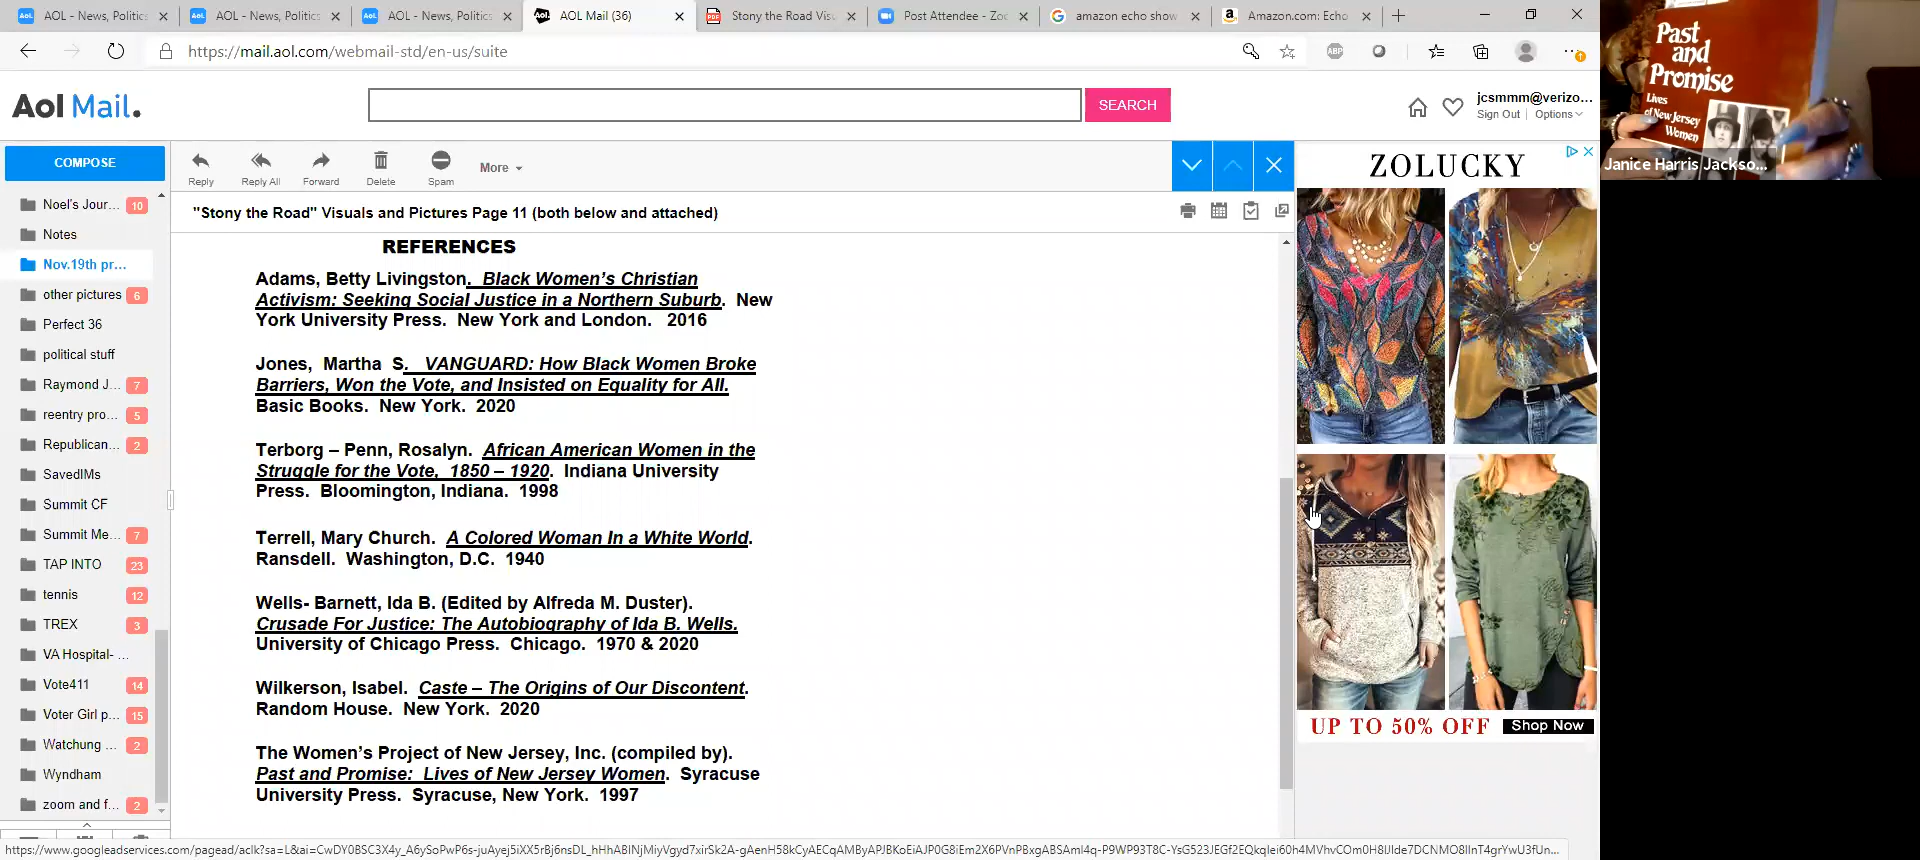 AOL - News, Politics
AOL - News, Politics
AOL - News, Politics
AOL Mail (36)
Stony the Road Visu
Post Attendee - Zoo
amazon echo show
Amazon.com: Echo
https://mail.aol.com/webmail-std/en-us/suite
ABP
Aol Mail.
SEARCH
jcsmmm@verizo...
Sign Out
Options
COMPOSE
Reply
Reply All
Forward
Delete
Spam
More
"Stony the Road" Visuals and Pictures Page 11 (both below and attached)
Noel's Jour... 10
Notes
Nov.19th pr...
other pictures 6
Perfect 36
political stuff
Raymond J... 7
reentry pro... 5
Republican... 2
SavedIMs
Summit CF
Summit Me... 7
TAP INTO 23
tennis 12
TREX 3
VA Hospital- ...
Vote411 14
Voter Girl p... 15
Watchung ... 2
Wyndham
zoom and f... 2
REFERENCES
Adams, Betty Livingston. Black Women's Christian
Activism: Seeking Social Justice in a Northern Suburb. New
York University Press. New York and London. 2016
Jones, Martha S. VANGUARD: How Black Women Broke
Barriers, Won the Vote, and Insisted on Equality for All.
Basic Books. New York. 2020
Terborg – Penn, Rosalyn. African American Women in the
Struggle for the Vote, 1850 – 1920. Indiana University
Press. Bloomington, Indiana. 1998
Terrell, Mary Church. A Colored Woman In a White World.
Ransdell. Washington, D.C. 1940
Wells- Barnett, Ida B. (Edited by Alfreda M. Duster).
Crusade For Justice: The Autobiography of Ida B. Wells.
University of Chicago Press. Chicago. 1970 & 2020
Wilkerson, Isabel. Caste – The Origins of Our Discontent.
Random House. New York. 2020
The Women's Project of New Jersey, Inc. (compiled by).
Past and Promise: Lives of New Jersey Women. Syracuse
University Press. Syracuse, New York. 1997
ZOLUCKY
UP TO 50% OFF
Shop Now
Past
and
Promise
Lives
of New Jersey
Women
Janice Harris Jackso...